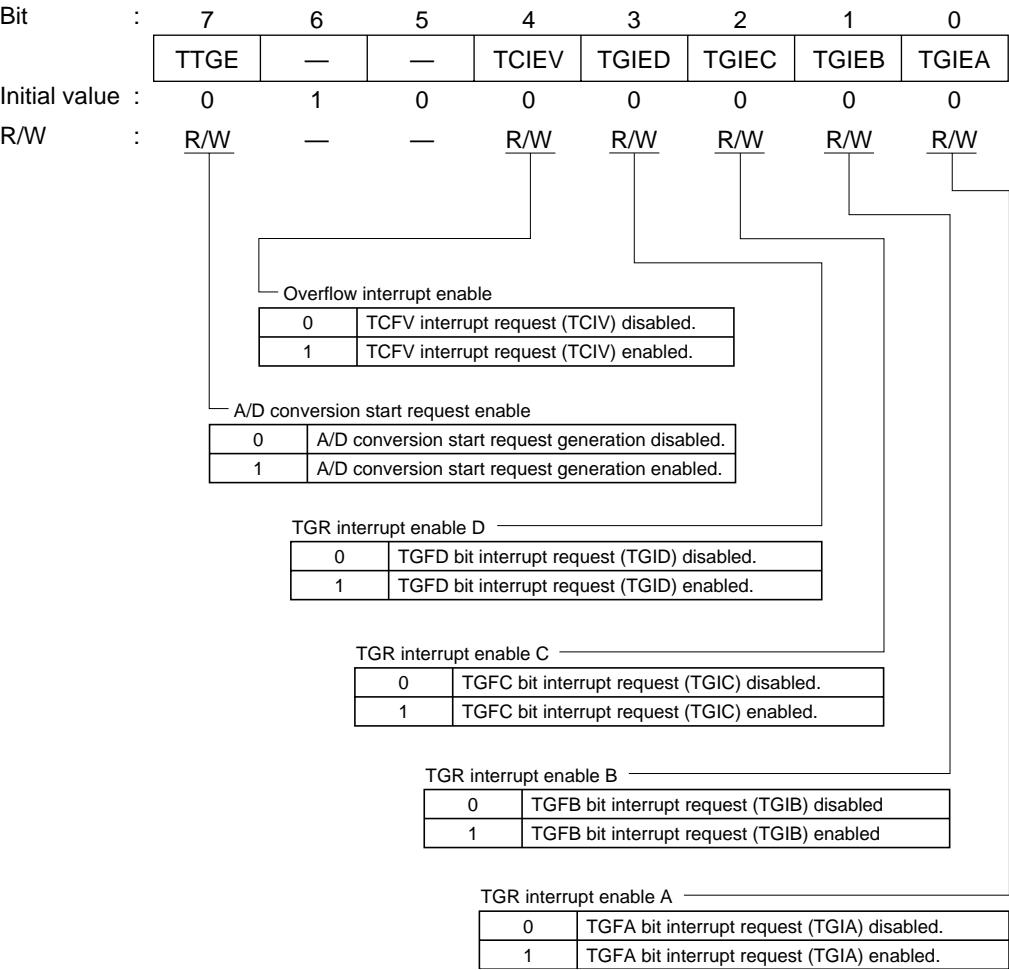 Bit : 7 6 5 4 3 2 1 0
TTGE — — TCIEV TGIED TGIEC TGIEB TGIEA
Initial value : 0 1 0 0 0 0 0 0
R/W : R/W — — R/W R/W R/W R/W R/W
Overflow interrupt enable
0 TCFV interrupt request (TCIV) disabled.
1 TCFV interrupt request (TCIV) enabled.
A/D conversion start request enable
0 A/D conversion start request generation disabled.
1 A/D conversion start request generation enabled.
TGR interrupt enable D
0 TGFD bit interrupt request (TGID) disabled.
1 TGFD bit interrupt request (TGID) enabled.
TGR interrupt enable C
0 TGFC bit interrupt request (TGIC) disabled.
1 TGFC bit interrupt request (TGIC) enabled.
TGR interrupt enable B
0 TGFB bit interrupt request (TGIB) disabled
1 TGFB bit interrupt request (TGIB) enabled
TGR interrupt enable A
0 TGFA bit interrupt request (TGIA) disabled.
1 TGFA bit interrupt request (TGIA) enabled.